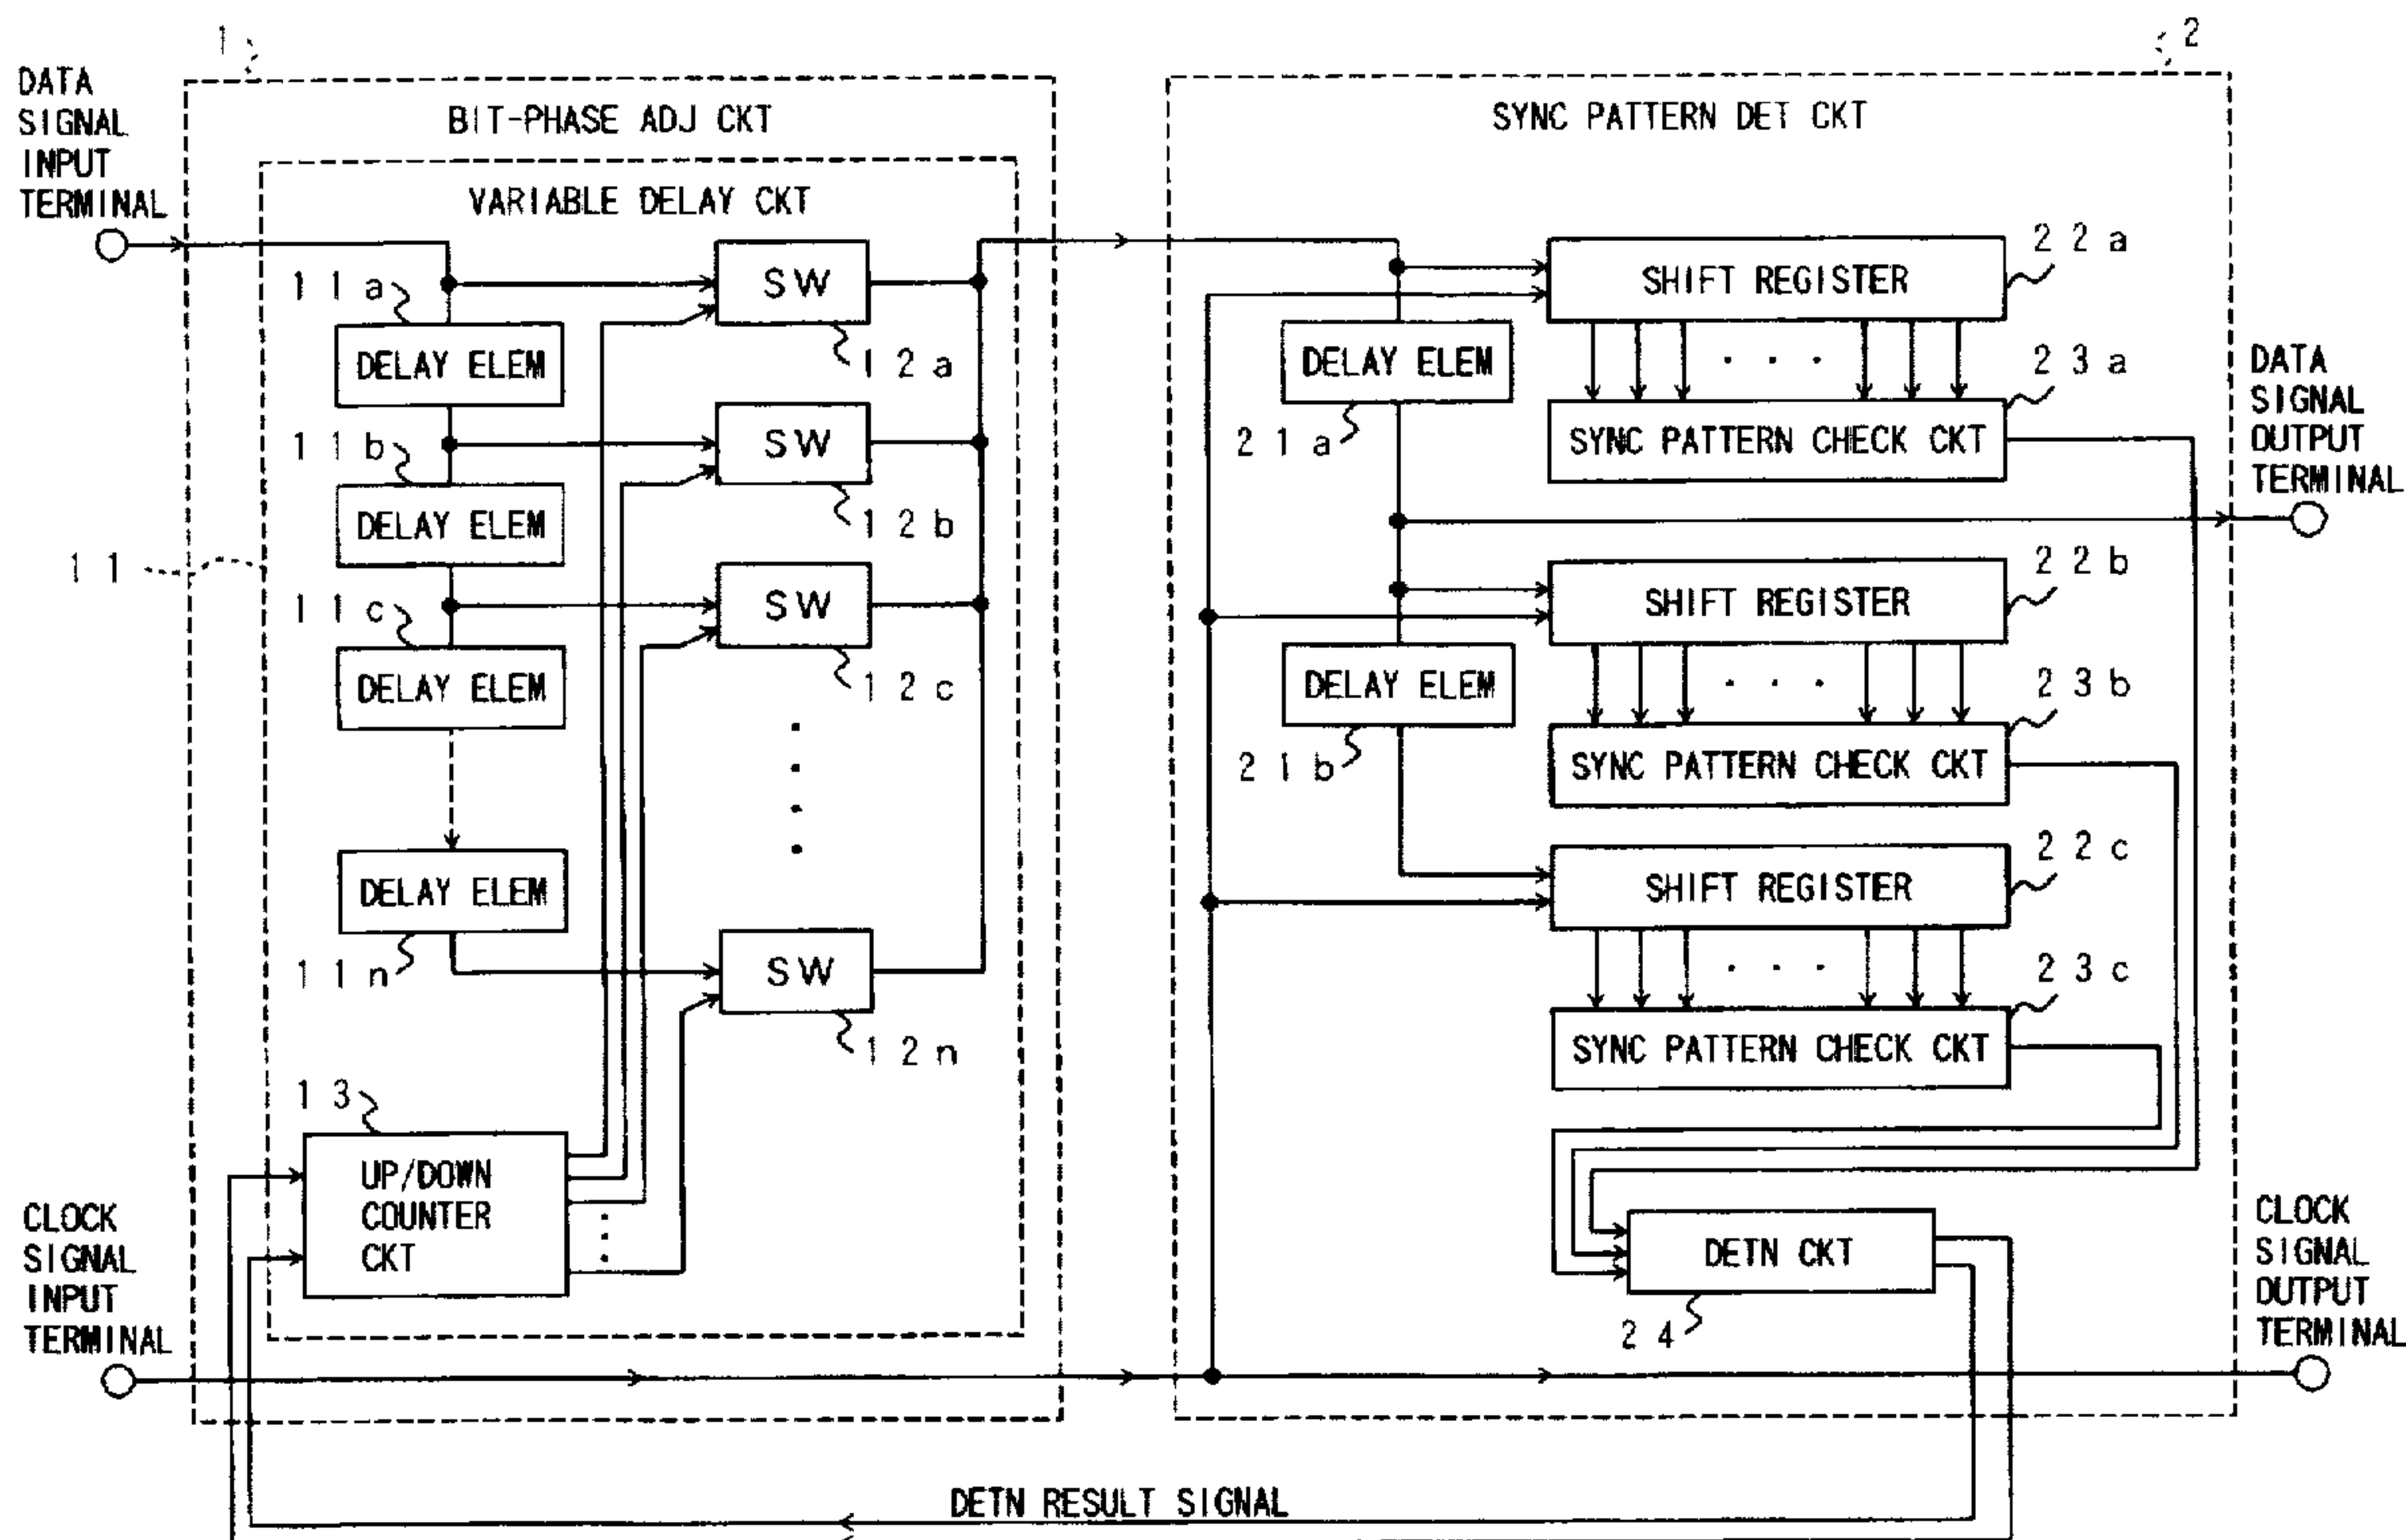 1
2
DATA
SIGNAL
INPUT
TERMINAL
BIT-PHASE ADJ CKT
VARIABLE DELAY CKT
SYNC PATTERN DET CKT
11a
DELAY ELEM
SW
12a
11b
DELAY ELEM
SW
12b
11
11c
DELAY ELEM
SW
12c
DELAY ELEM
11n
SW
12n
13
UP/DOWN
COUNTER
CKT
CLOCK
SIGNAL
INPUT
TERMINAL
22a
SHIFT REGISTER
DELAY ELEM
21a
23a
SYNC PATTERN CHECK CKT
DATA
SIGNAL
OUTPUT
TERMINAL
22b
SHIFT REGISTER
DELAY ELEM
21b
23b
SYNC PATTERN CHECK CKT
22c
SHIFT REGISTER
23c
SYNC PATTERN CHECK CKT
DETN CKT
24
CLOCK
SIGNAL
OUTPUT
TERMINAL
DETN RESULT SIGNAL